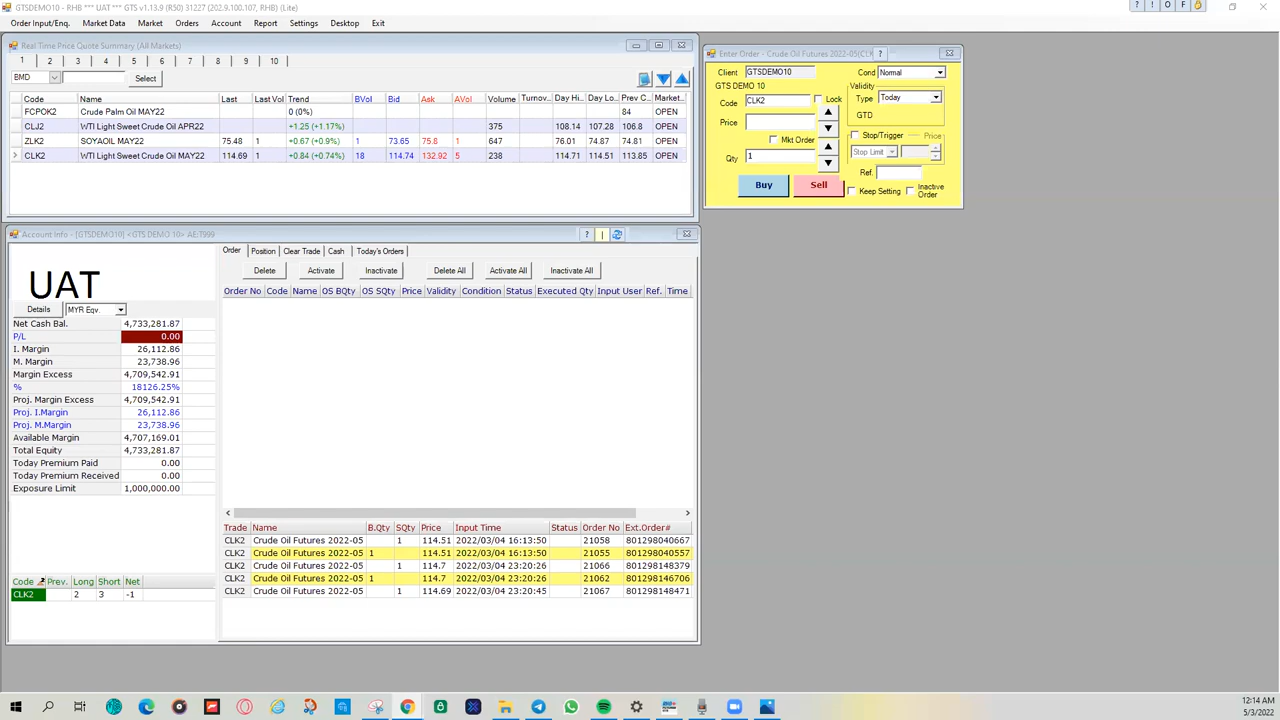 GTSDEMO10 - RHB *** UAT *** GTS v1.13.9 (R50) 31227 (202.9.100.107, RHB) (Lite)
Order Input/Enq. Market Data Market Orders Account Report Settings Desktop Exit
Real Time Price Quote Summary (All Markets)
1 2 3 4 5 6 7 8 9 10
BMD Select
Code Name Last Last Vol Trend BVol Bid Ask AVol Volume Turnov... Day Hi... Day Lo... Prev C... Market...
FCPOK2 Crude Palm Oil MAY22 0 (0%) 84 OPEN
CLJ2 WTI Light Sweet Crude Oil APR22 +1.25 (+1.17%) 375 108.14 107.28 106.8 OPEN
ZLK2 SOYAOIL MAY22 75.48 1 +0.67 (+0.9%) 1 73.65 75.8 1 647 76.01 74.87 74.81 OPEN
CLK2 WTI Light Sweet Crude Oil MAY22 114.69 1 +0.84 (+0.74%) 18 114.74 132.92 5 238 114.71 114.51 113.85 OPEN
Enter Order - Crude Oil Futures 2022-05(CLK ?
Client GTSDEMO10 Cond Normal
GTS DEMO 10 Validity
Code CLK2 Lock Type Today
Price GTD
Mkt Order Stop/Trigger Price
Qty 1 Stop Limit
Ref.
Buy Sell Keep Setting Inactive Order
Account Info - [GTSDEMO10] <GTS DEMO 10> AE:T999 ?
UAT
Details MYR Eqv.
Net Cash Bal. 4,733,281.87
P/L 0.00
I. Margin 26,112.86
M. Margin 23,738.96
Margin Excess 4,709,542.91
% 18126.25%
Proj. Margin Excess 4,709,542.91
Proj. I.Margin 26,112.86
Proj. M.Margin 23,738.96
Available Margin 4,707,169.01
Total Equity 4,733,281.87
Today Premium Paid 0.00
Today Premium Received 0.00
Exposure Limit 1,000,000.00
Code Prev. Long Short Net
CLK2 2 3 -1
Order Position Clear Trade Cash Today's Orders
Delete Activate Inactivate Delete All Activate All Inactivate All
Order No Code Name OS BQty OS SQty Price Validity Condition Status Executed Qty Input User Ref. Time
Trade Name B.Qty SQty Price Input Time Status Order No Ext.Order#
CLK2 Crude Oil Futures 2022-05 1 114.51 2022/03/04 16:13:50 21058 801298040667
CLK2 Crude Oil Futures 2022-05 1 114.51 2022/03/04 16:13:50 21055 801298040557
CLK2 Crude Oil Futures 2022-05 1 114.7 2022/03/04 23:20:26 21066 801298148379
CLK2 Crude Oil Futures 2022-05 1 114.7 2022/03/04 23:20:26 21062 801298146706
CLK2 Crude Oil Futures 2022-05 1 114.69 2022/03/04 23:20:45 21067 801298148471
12:14 AM
5/3/2022